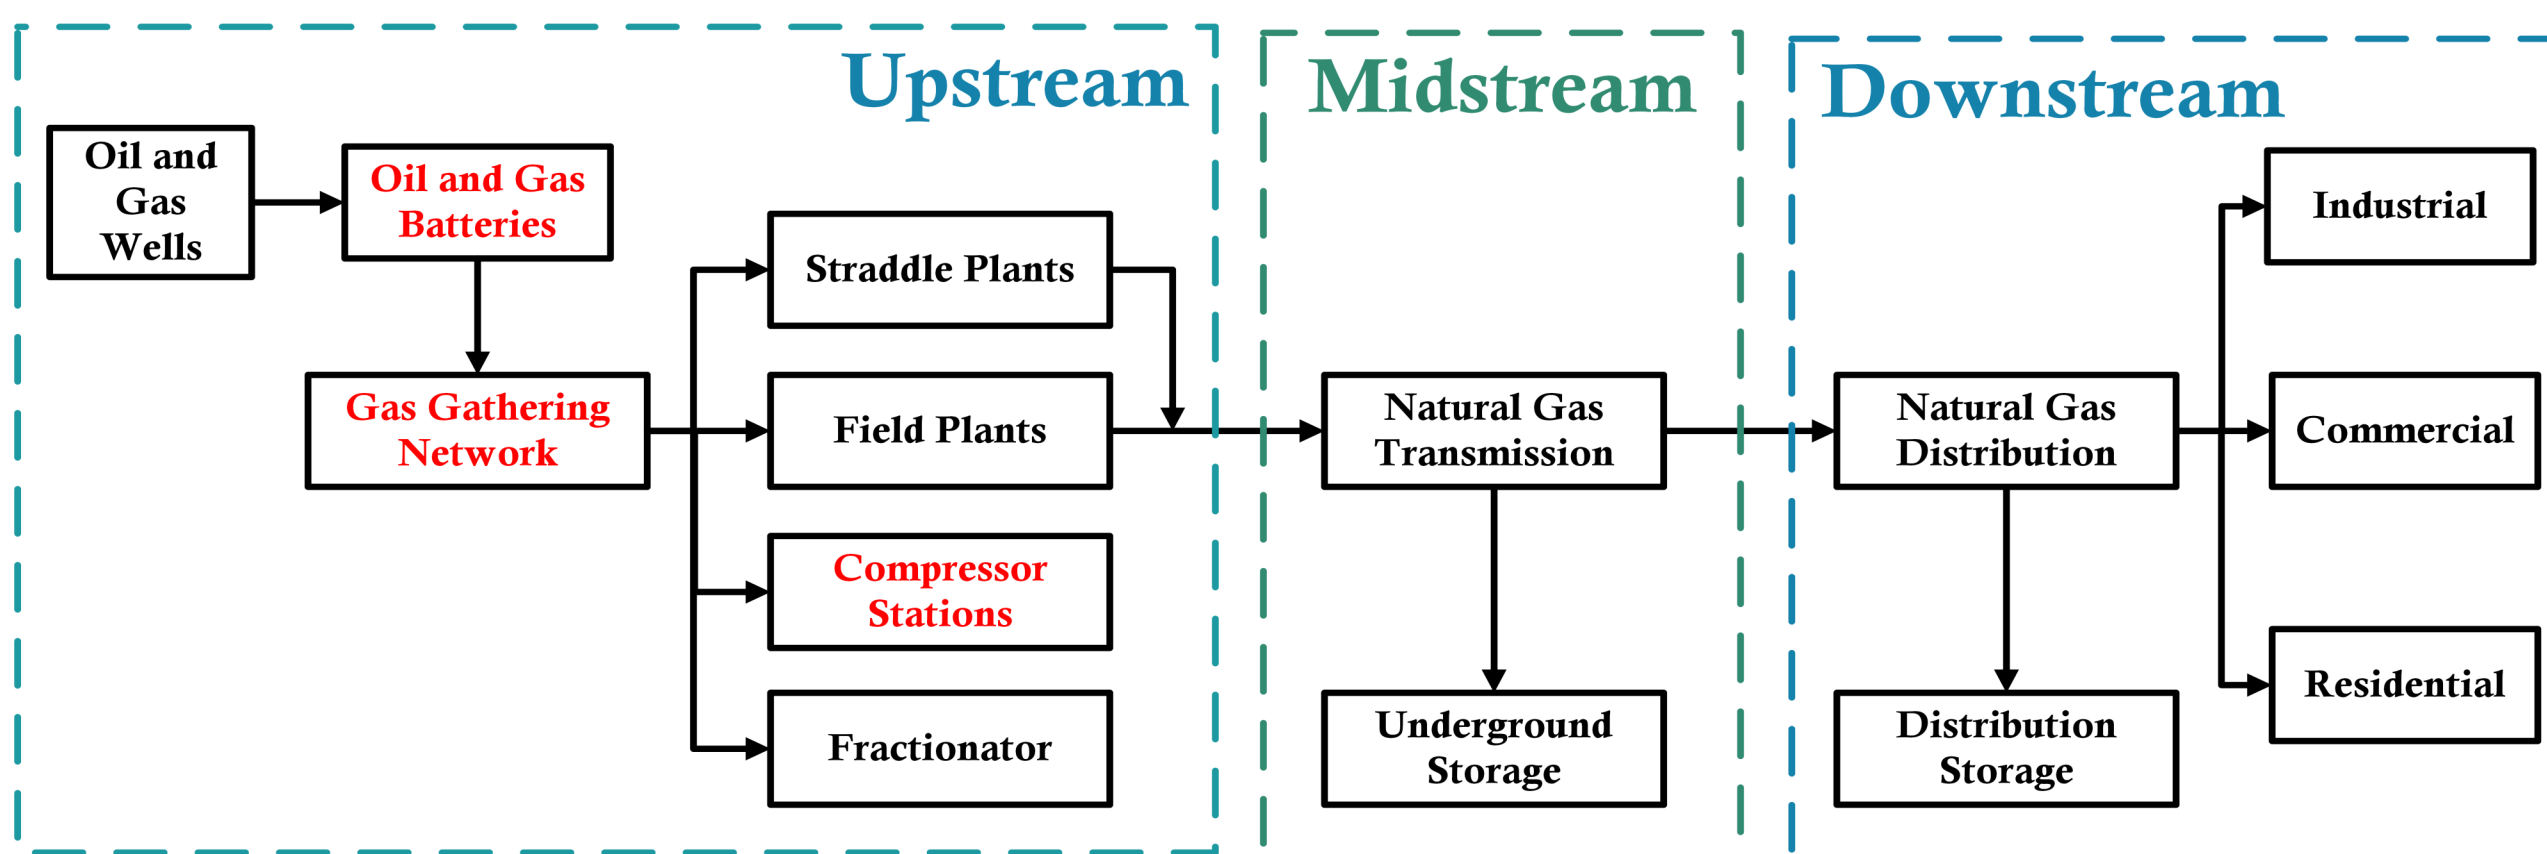 Upstream
Midstream
Downstream
Oil and
Gas
Wells
Oil and Gas
Batteries
Gas Gathering
Network
Straddle Plants
Field Plants
Compressor
Stations
Fractionator
Natural Gas
Transmission
Underground
Storage
Natural Gas
Distribution
Distribution
Storage
Industrial
Commercial
Residential